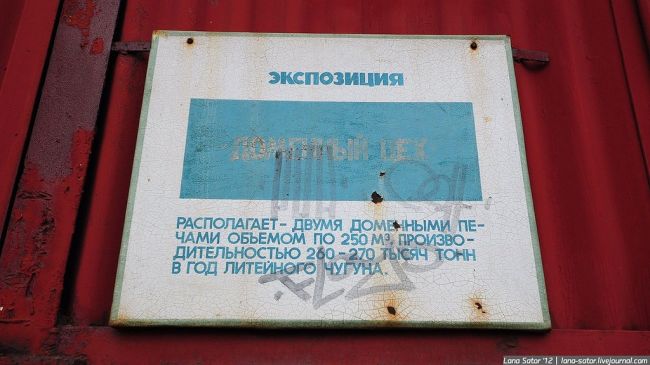 ЭКСПОЗИЦИЯ
ДОМЕННЫЙ ЦЕХ
РАСПОЛАГАЕТ - ДВУМЯ ДОМЕННЫМИ ПЕ-
ЧАМИ ОБЪЕМОМ ПО 250 М³, ПРОИЗВО-
ДИТЕЛЬНОСТЬЮ 260-270 ТЫСЯЧ ТОНН
В ГОД ЛИТЕЙНОГО ЧУГУНА.
Lana Sator '12 | lana-sator.livejournal.com